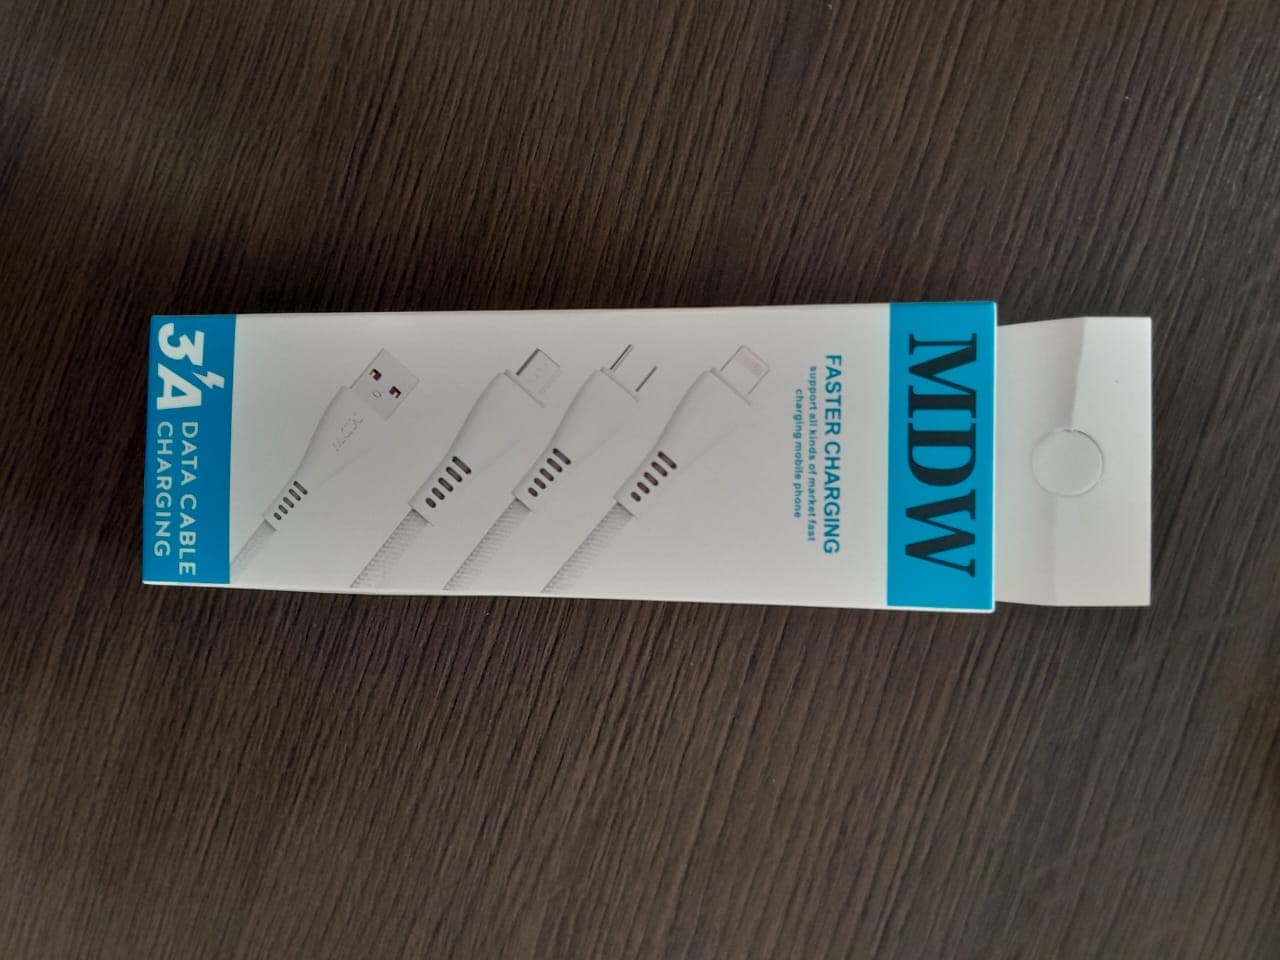 MDW
FASTER CHARGING
support all kinds of market fast
charging mobile phone
3A
DATA CABLE
CHARGING